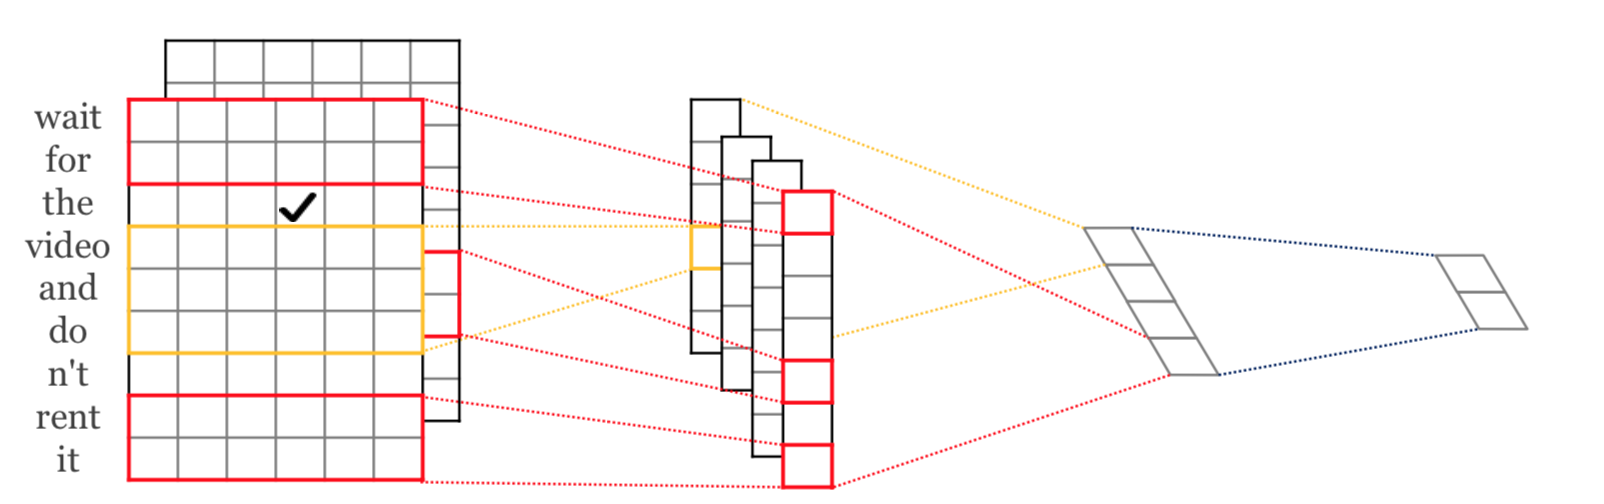 wait
for
the
video
and
do
n't
rent
it